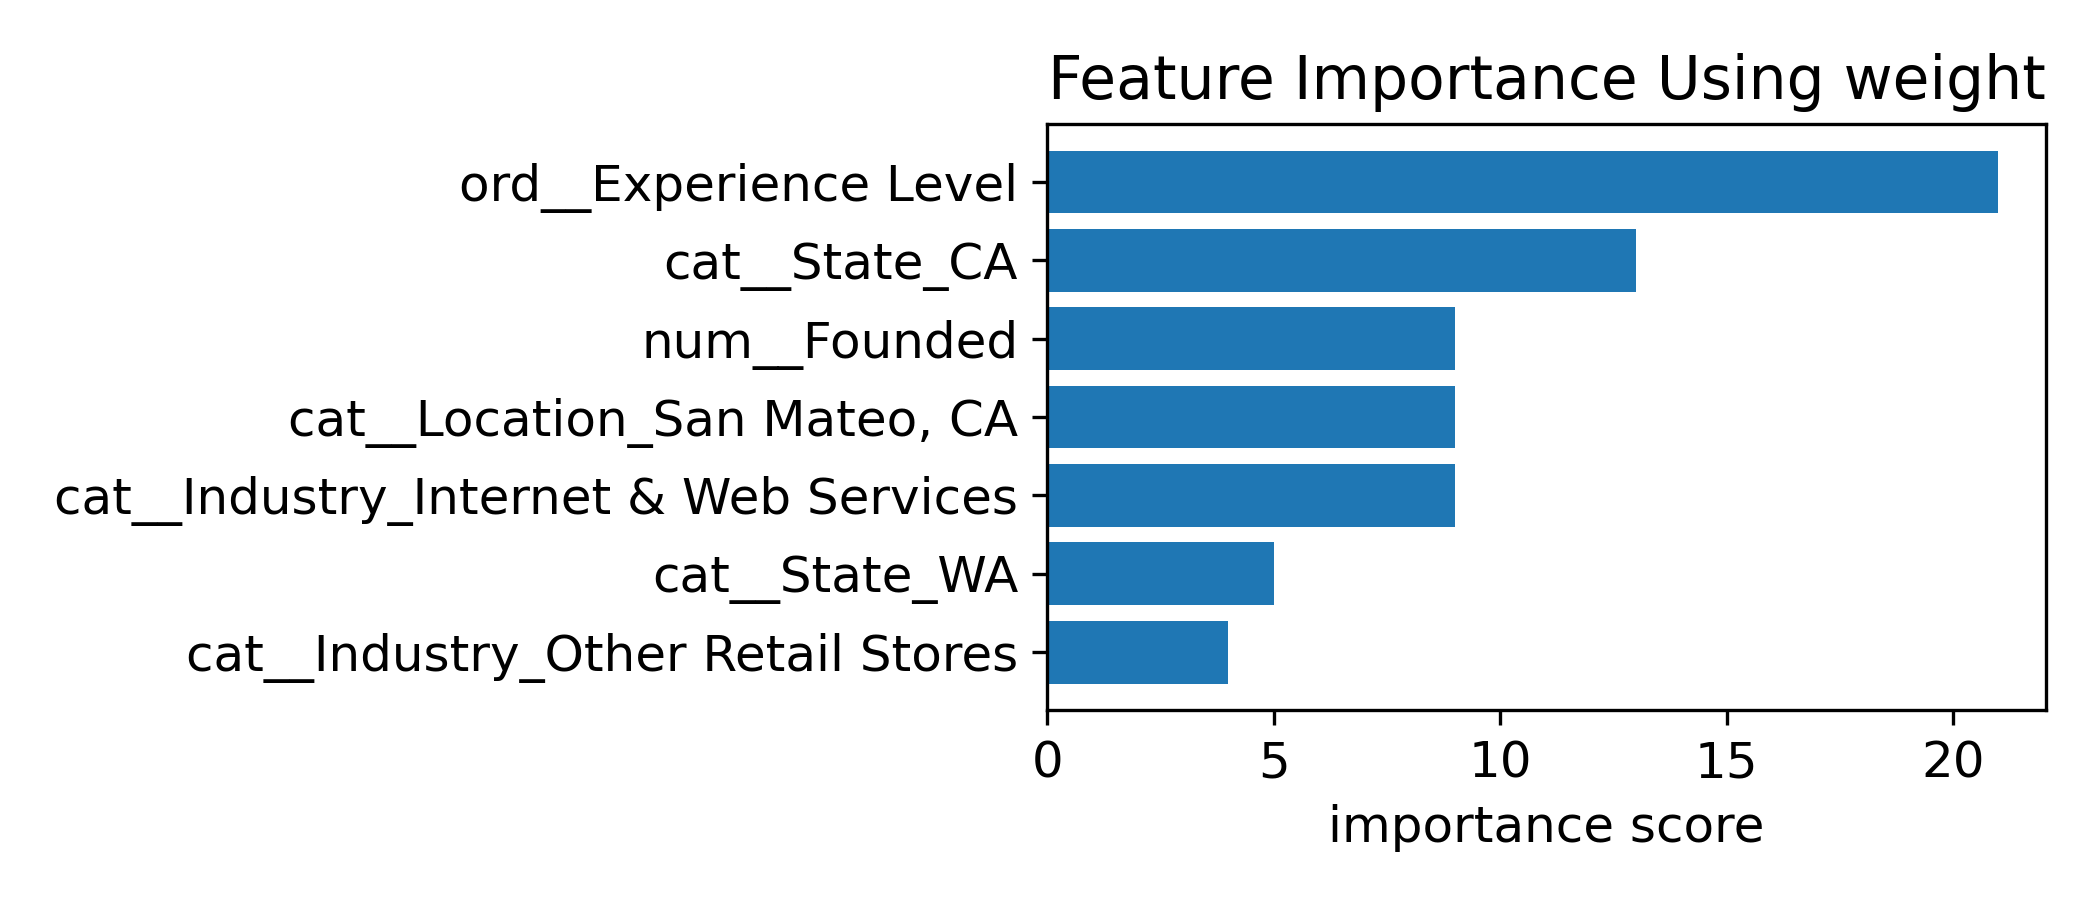 Feature Importance Using weight
ord__Experience Level
cat__State_CA
num__Founded
cat__Location_San Mateo, CA
cat__Industry_Internet & Web Services
cat__State_WA
cat__Industry_Other Retail Stores
0 5 10 15 20
importance score